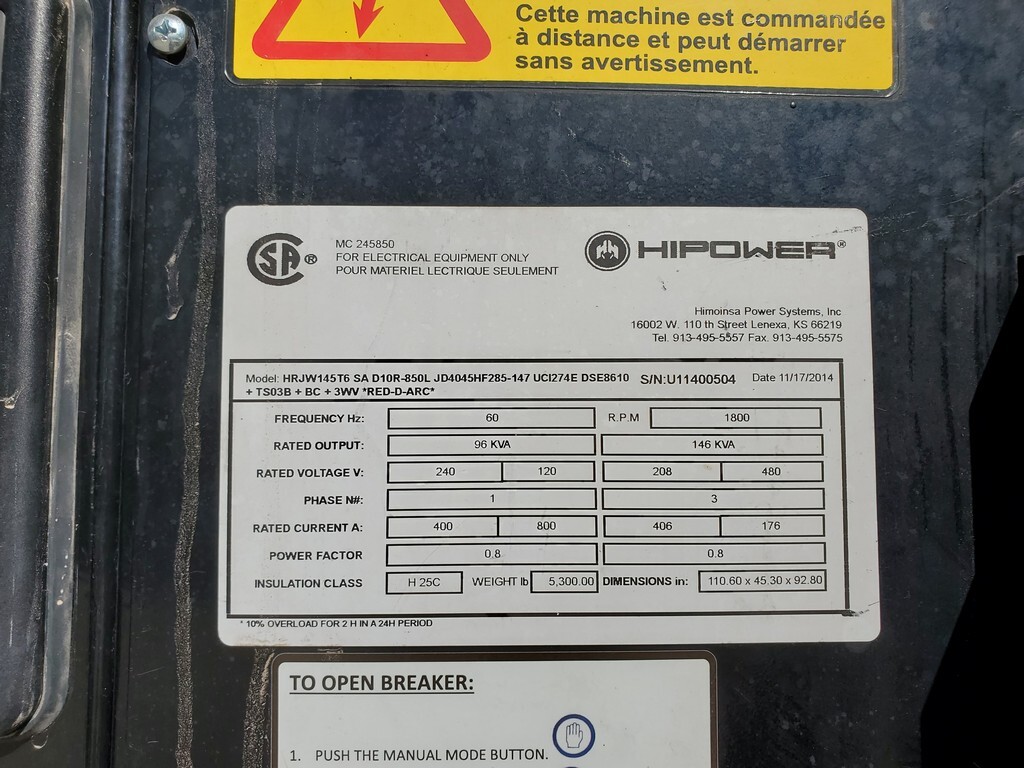 Cette machine est commandée
à distance et peut démarrer
sans avertissement.
CSA®
MC 245850
FOR ELECTRICAL EQUIPMENT ONLY
POUR MATERIEL LECTRIQUE SEULEMENT
HIPOWER®
Himoinsa Power Systems, Inc
16002 W. 110 th Street Lenexa, KS 66219
Tel. 913-495-5557 Fax. 913-495-5575
Model: HRJW145T6 SA D10R-850L JD4045HF285-147 UCI274E DSE8610 S/N:U11400504 Date 11/17/2014
+ TS03B + BC + 3WV *RED-D-ARC*
FREQUENCY Hz: 60 R.P.M 1800
RATED OUTPUT: 96 KVA 146 KVA
RATED VOLTAGE V: 240 120 208 480
PHASE N#: 1 3
RATED CURRENT A: 400 800 406 176
POWER FACTOR 0.8 0.8
INSULATION CLASS H 25C WEIGHT lb 5,300.00 DIMENSIONS in: 110.60 x 45.30 x 92.80
* 10% OVERLOAD FOR 2 H IN A 24H PERIOD
TO OPEN BREAKER:
1. PUSH THE MANUAL MODE BUTTON.